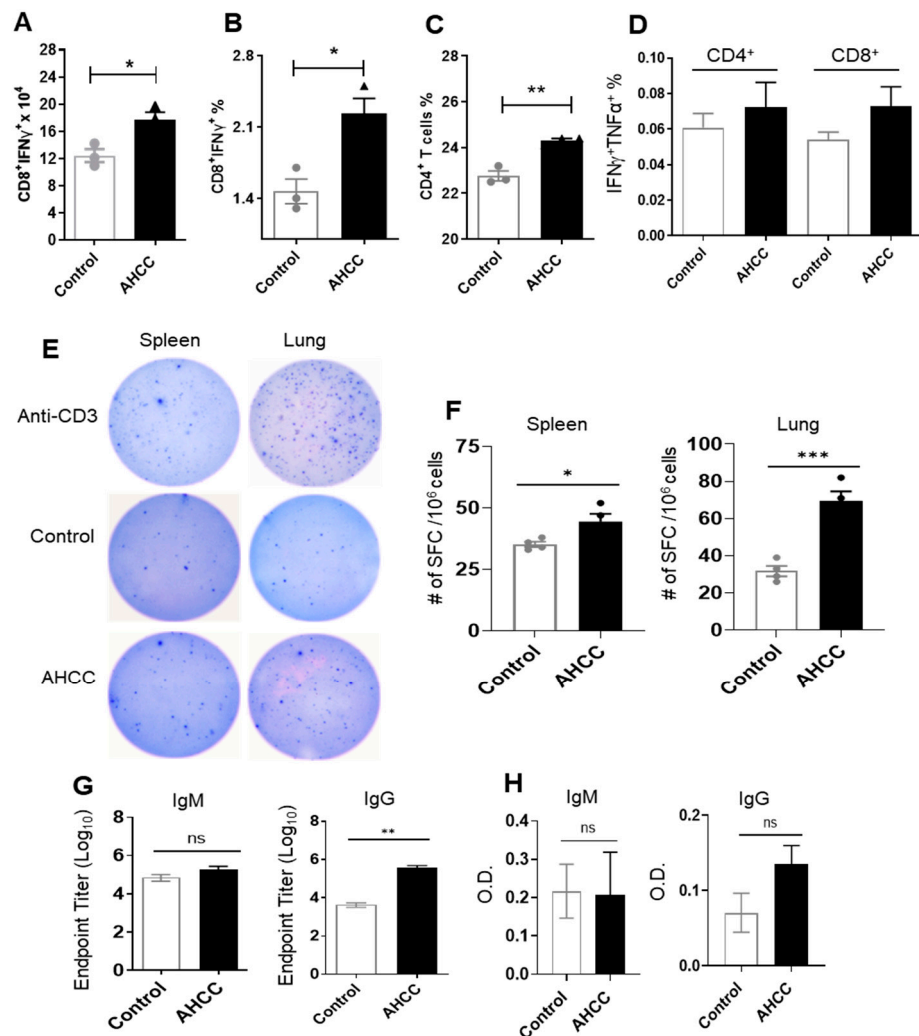 A
CD8⁺IFNγ⁺ x 10⁴
28
24
20
16
12
8
4
0
*
Control
AHCC
B
CD8⁺IFNγ⁺ %
2.8
2.1
1.4
*
Control
AHCC
C
CD4⁺ T cells %
28
26
24
22
20
**
Control
AHCC
D
IFNγ⁺TNFα⁺ %
0.10
0.08
0.06
0.04
0.02
0.00
CD4⁺
CD8⁺
Control
AHCC
Control
AHCC
E
Spleen
Lung
Anti-CD3
Control
AHCC
F
Spleen
# of SFC /10⁶ cells
75
50
25
0
*
Control
AHCC
Lung
# of SFC /10⁶ cells
100
80
60
40
20
0
***
Control
AHCC
G
IgM
Endpoint Titer (Log₁₀)
8
6
4
2
0
ns
Control
AHCC
IgG
Endpoint Titer (Log₁₀)
8
6
4
2
0
**
Control
AHCC
H
IgM
O.D.
0.4
0.3
0.2
0.1
0.0
ns
Control
AHCC
IgG
O.D.
0.2
0.1
0.0
ns
Control
AHCC